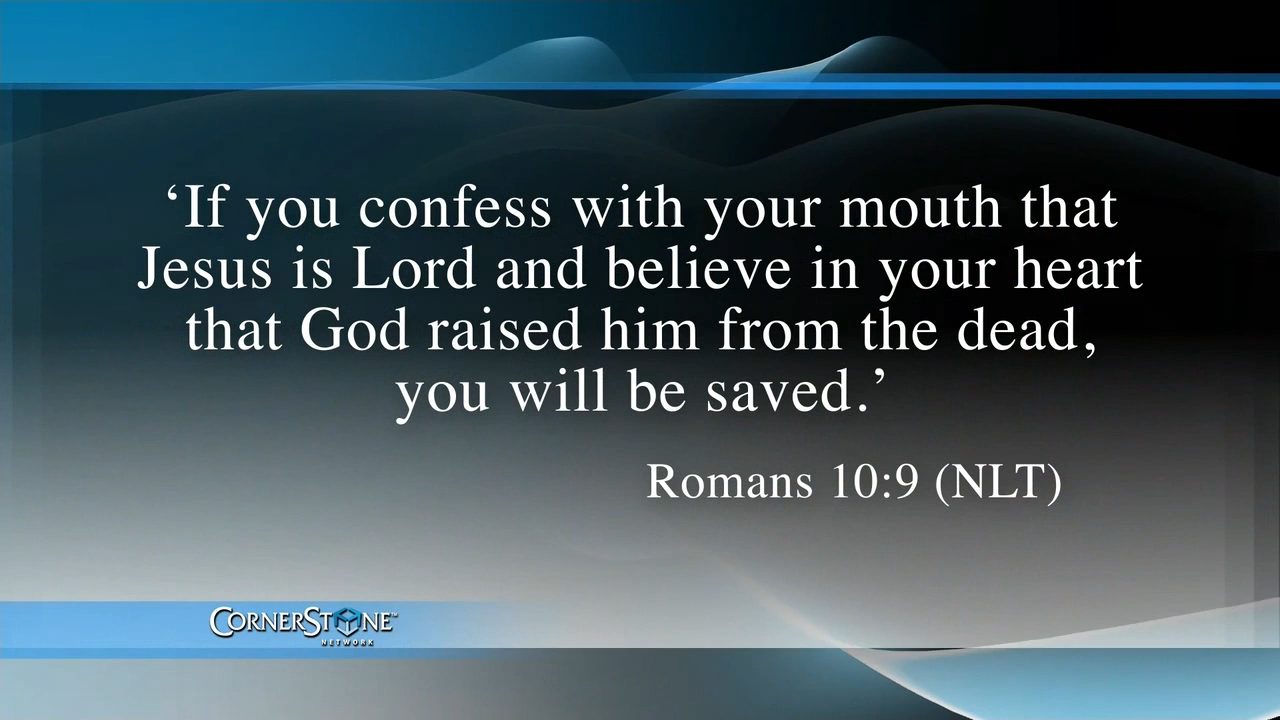 ‘If you confess with your mouth that
Jesus is Lord and believe in your heart
that God raised him from the dead,
you will be saved.’
Romans 10:9 (NLT)
CORNERSTONE™
NETWORK